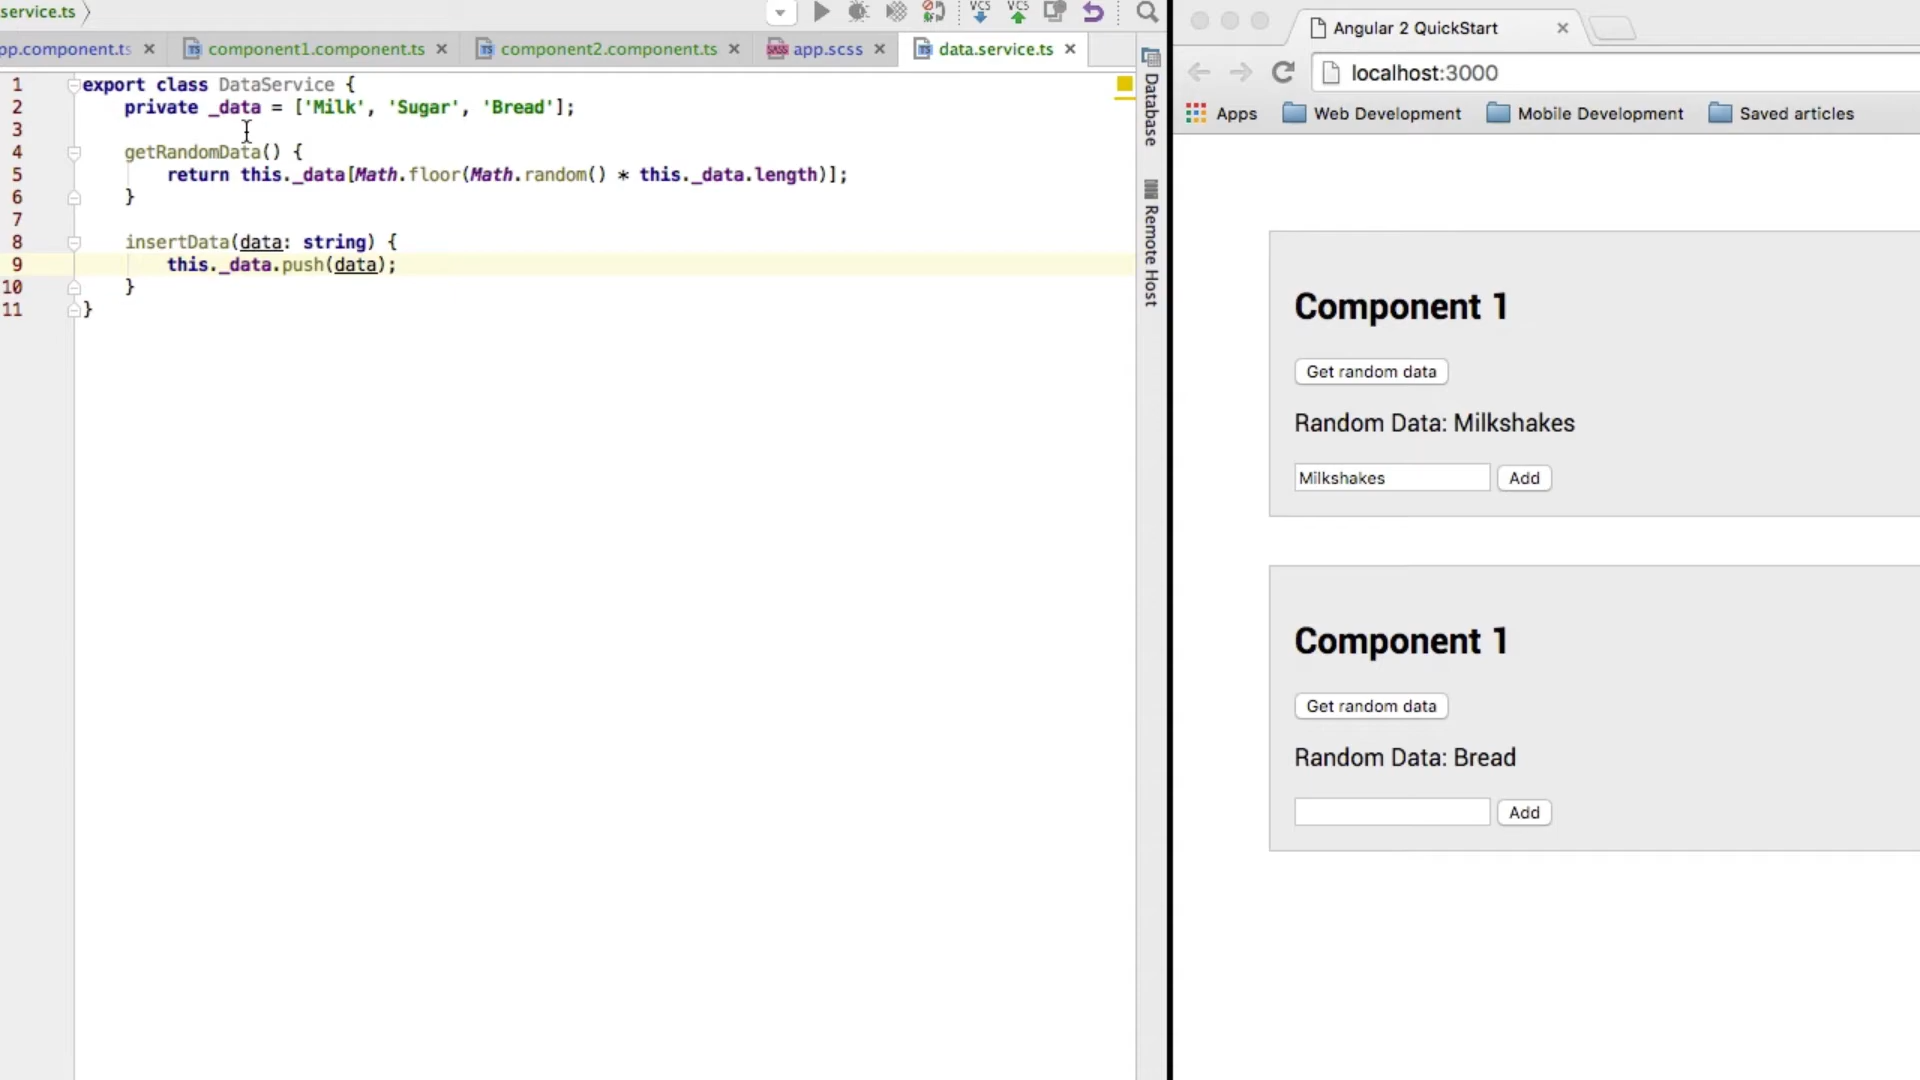 service.ts
pp.component.ts
component1.component.ts
component2.component.ts
app.scss
data.service.ts
VCS VCS
1 export class DataService {
2 private _data = ['Milk', 'Sugar', 'Bread'];
3
4 getRandomData() {
5 return this._data[Math.floor(Math.random() * this._data.length)];
6 }
7
8 insertData(data: string) {
9 this._data.push(data);
10 }
11 }
Database
Remote Host
Angular 2 QuickStart
localhost:3000
Apps Web Development Mobile Development Saved articles
Component 1
Get random data
Random Data: Milkshakes
Milkshakes Add
Component 1
Get random data
Random Data: Bread
Add